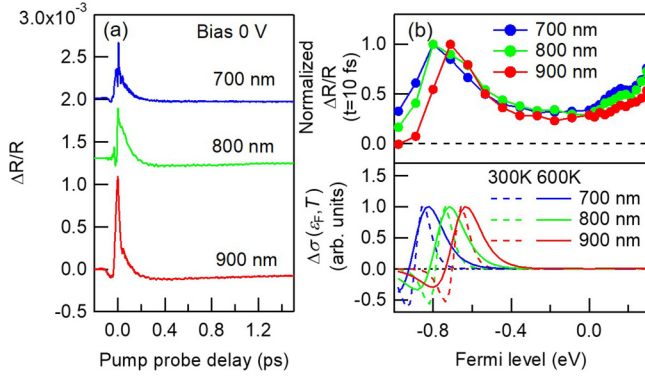 3.0x10⁻³
(a)
Bias 0 V
700 nm
800 nm
900 nm
2.5
2.0
1.5
1.0
0.5
0.0
-0.5
ΔR/R
0.0
0.4
0.8
1.2
Pump probe delay (ps)
(b)
700 nm
800 nm
900 nm
1.0
0.5
0.0
Normalized
ΔR/R
(t=10 fs)
300K 600K
700 nm
800 nm
900 nm
1.0
0.5
0.0
-0.5
Δσ(εF,T)
(arb. units)
-0.8
-0.4
0.0
Fermi level (eV)